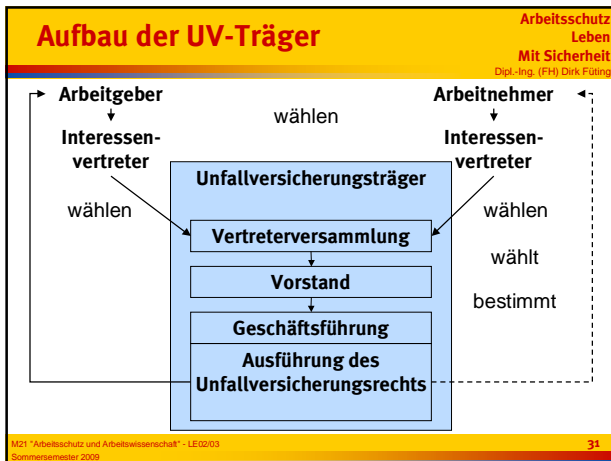 Aufbau der UV-Träger
Arbeitsschutz
Leben
Mit Sicherheit
Dipl.-Ing. (FH) Dirk Füting
Arbeitgeber
Arbeitnehmer
wählen
Interessen-
vertreter
Interessen-
vertreter
Unfallversicherungsträger
wählen
wählen
Vertreterversammlung
wählt
Vorstand
bestimmt
Geschäftsführung
Ausführung des
Unfallversicherungsrechts
M21 "Arbeitsschutz und Arbeitswissenschaft" - LE02/03
31
Sommersemester 2009